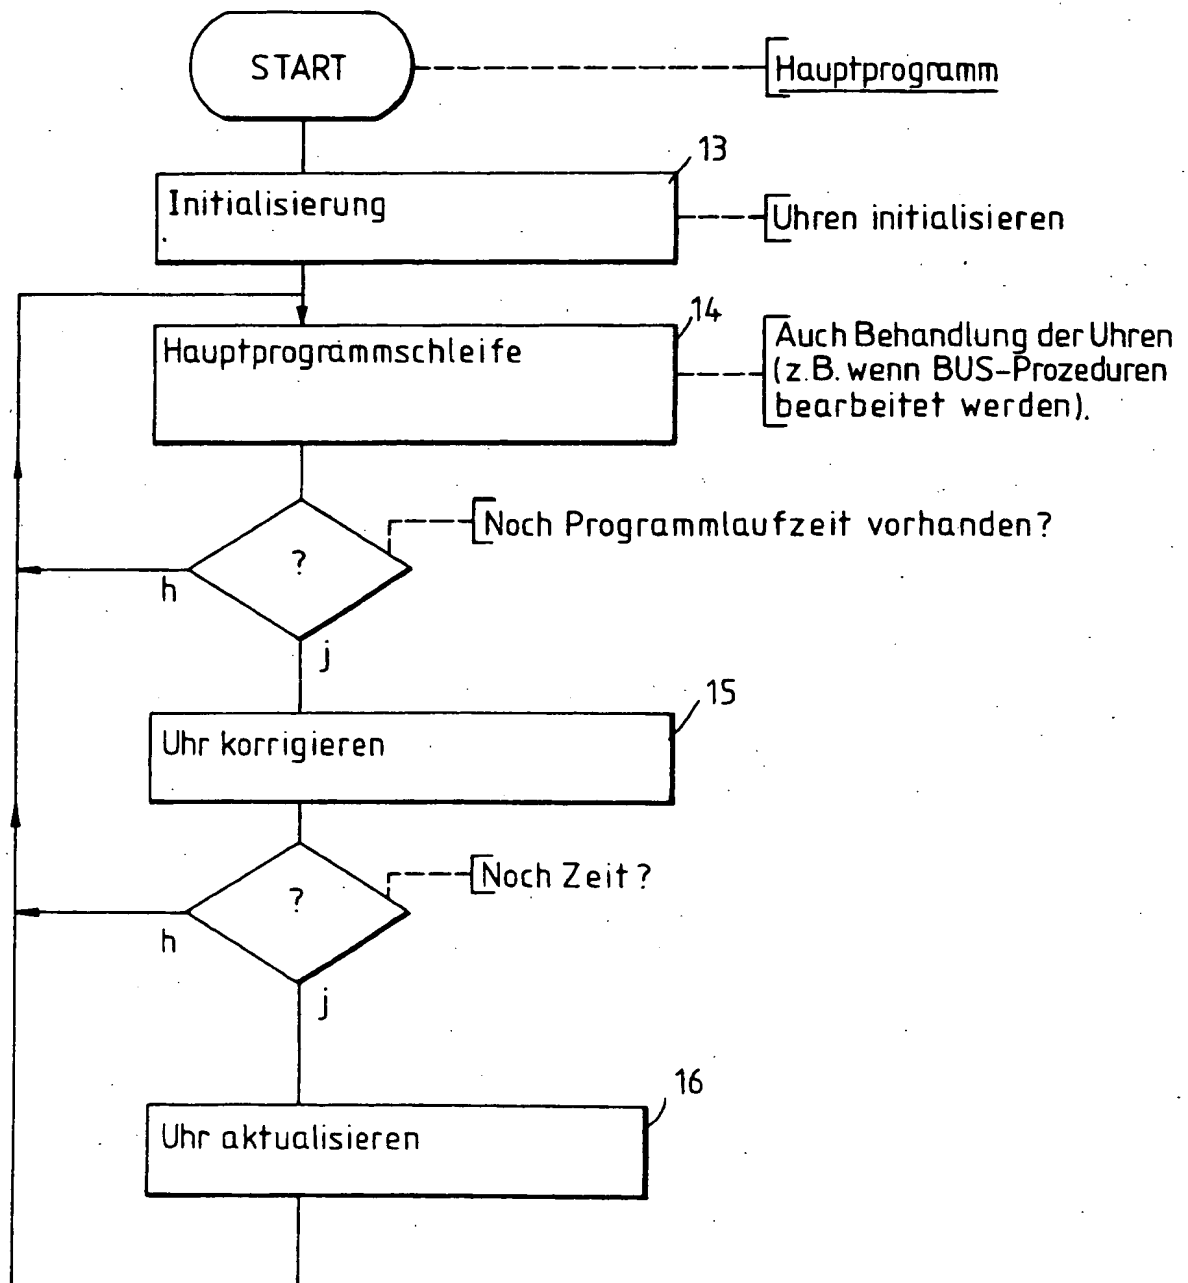 START
Hauptprogramm
13
Initialisierung
Uhren initialisieren
14
Hauptprogrammschleife
Auch Behandlung der Uhren
(z.B. wenn BUS-Prozeduren
bearbeitet werden).
Noch Programmlaufzeit vorhanden?
?
h
j
15
Uhr korrigieren
Noch Zeit?
?
h
j
16
Uhr aktualisieren